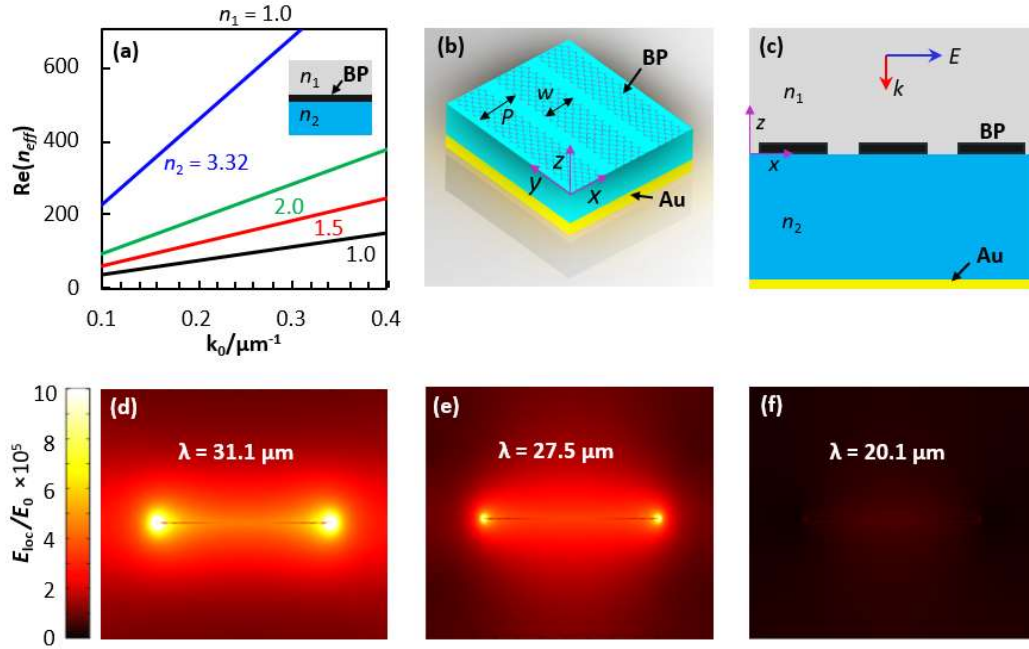 n1 = 1.0
(a)
600
400
200
0
n1
BP
n2
n2 = 3.32
2.0
1.5
1.0
0.1
0.2
0.3
0.4
Re(neff)
k0/μm-1
(b)
BP
P
w
z
y
x
Au
(c)
E
k
n1
z
x
BP
n2
Au
10
8
6
4
2
0
Eloc/E0 ×10⁵
(d)
λ = 31.1 μm
(e)
λ = 27.5 μm
(f)
λ = 20.1 μm